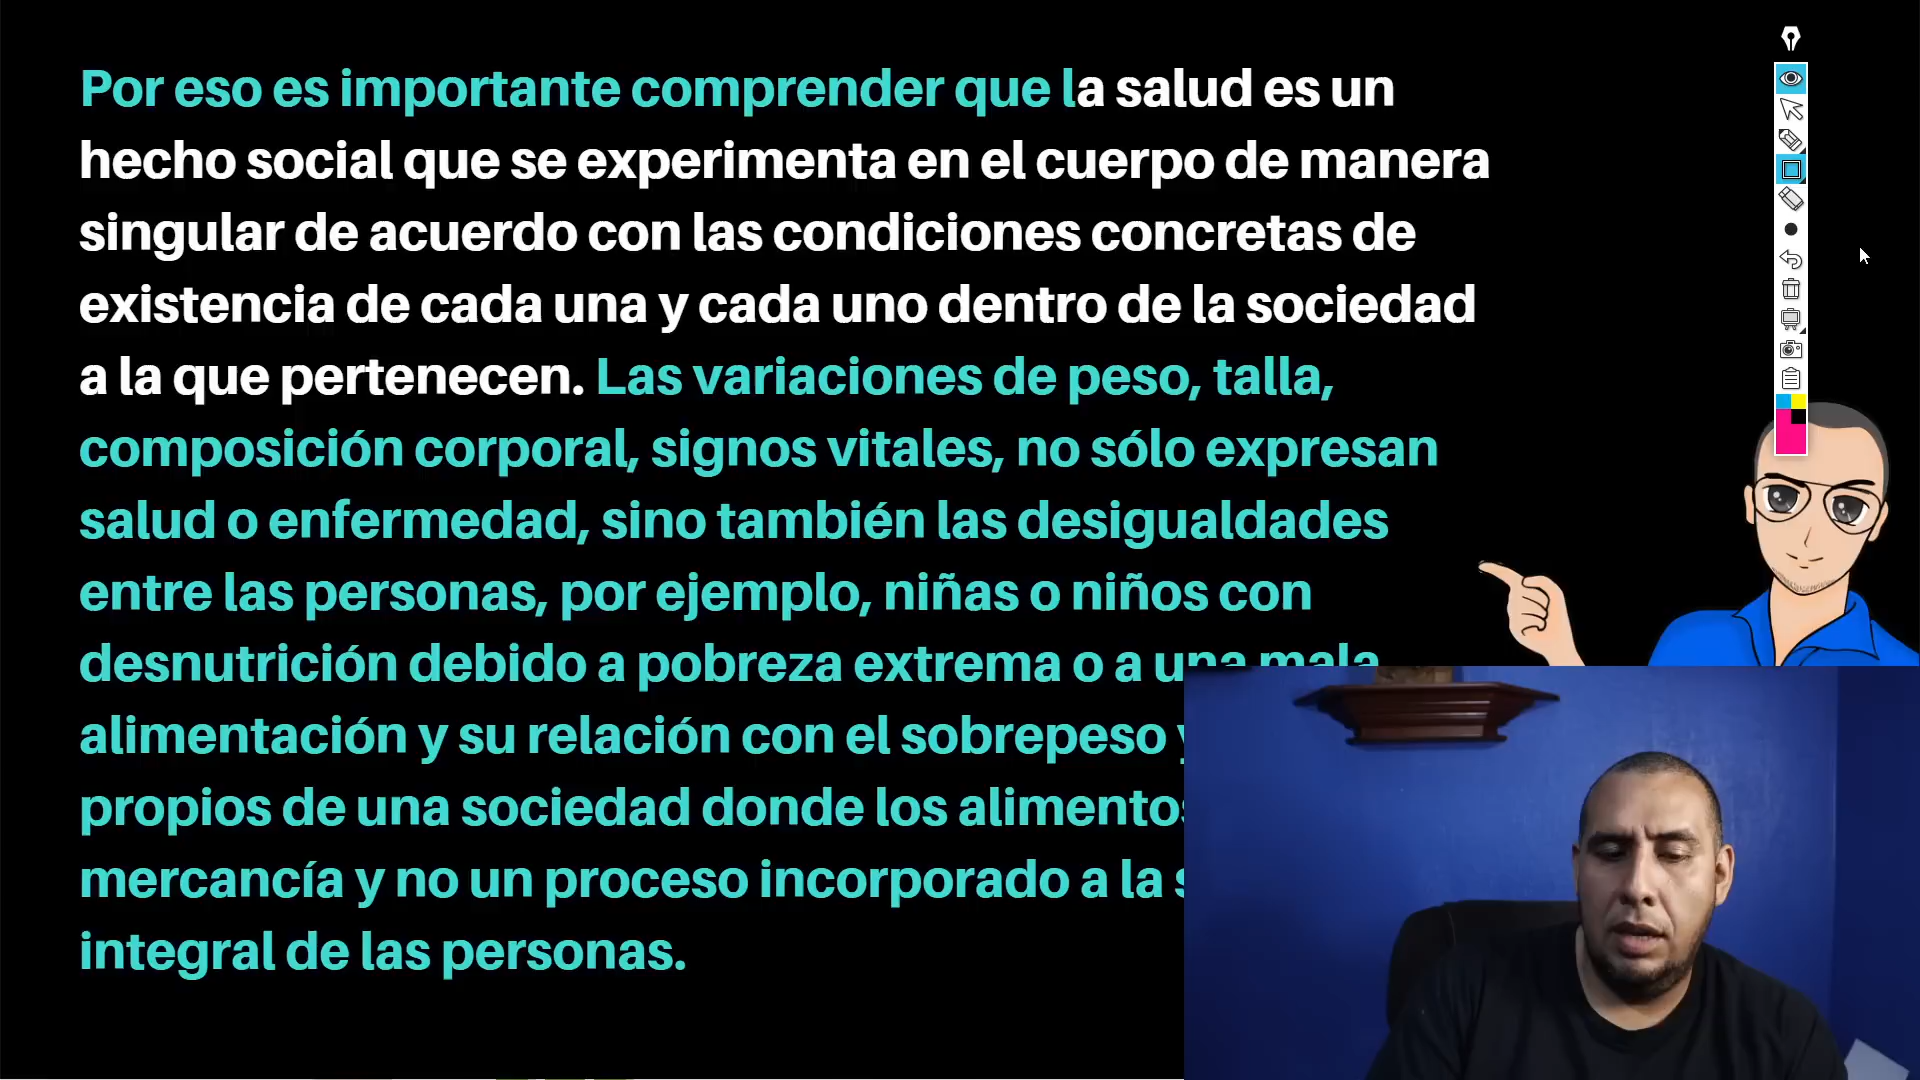 Por eso es importante comprender que la salud es un
hecho social que se experimenta en el cuerpo de manera
singular de acuerdo con las condiciones concretas de
existencia de cada una y cada uno dentro de la sociedad
a la que pertenecen. Las variaciones de peso, talla,
composición corporal, signos vitales, no sólo expresan
salud o enfermedad, sino también las desigualdades
entre las personas, por ejemplo, niñas o niños con
desnutrición debido a pobreza extrema o a una mala
alimentación y su relación con el sobrepeso
propios de una sociedad donde los alimentos
mercancía y no un proceso incorporado a la
integral de las personas.